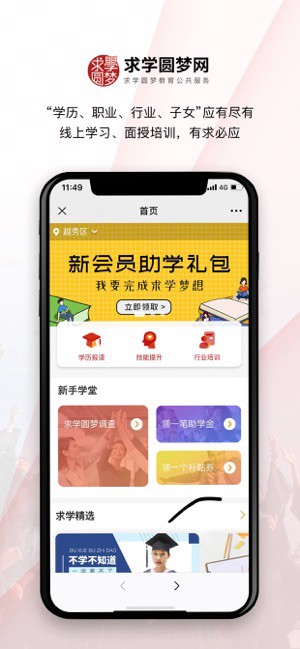 求學圆梦
求学圆梦网
求学圆梦教育公共服务
“学历、职业、行业、子女”应有尽有
线上学习、面授培训，有求必应
11:49
4G
首页
越秀区
新会员助学礼包
我要完成求学梦想
立即领取 >
学历报读
技能提升
行业培训
新手学堂
求学圆梦调查
领一笔助学金
领一个补贴券
求学精选
BU XUE BU ZHI DAO
不学不知道